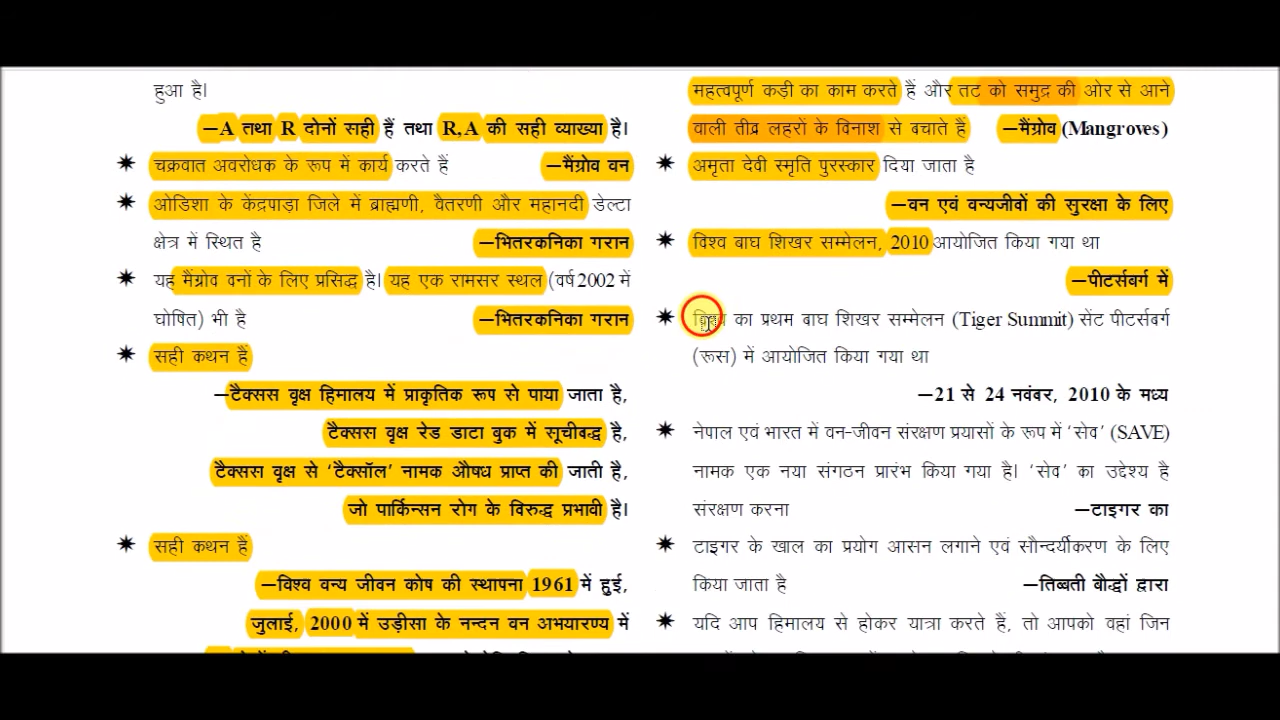 हुआ है।
–A तथा R दोनों सही हैं तथा R, A की सही व्याख्या है।
✷ चक्रवात अवरोधक के रूप में कार्य करते हैं –मैंग्रोव वन
✷ ओडिशा के केंद्रपाड़ा जिले में ब्राह्मणी, वैतरणी और महानदी डेल्टा
क्षेत्र में स्थित है –भितरकनिका गरान
✷ यह मैंग्रोव वनों के लिए प्रसिद्ध है। यह एक रामसर स्थल (वर्ष 2002 में
घोषित) भी है –भितरकनिका गरान
✷ सही कथन हैं
–टैक्सस वृक्ष हिमालय में प्राकृतिक रूप से पाया जाता है,
टैक्सस वृक्ष रेड डाटा बुक में सूचीबद्ध है,
टैक्सस वृक्ष से ‘टैक्सॉल’ नामक औषध प्राप्त की जाती है,
जो पार्किन्सन रोग के विरुद्ध प्रभावी है।
✷ सही कथन हैं
–विश्व वन्य जीवन कोष की स्थापना 1961 में हुई,
जुलाई, 2000 में उड़ीसा के नन्दन वन अभयारण्य में
महत्वपूर्ण कड़ी का काम करते हैं और तट को समुद्र की ओर से आने
वाली तीव्र लहरों के विनाश से बचाते हैं –मैंग्रोव (Mangroves)
✷ अमृता देवी स्मृति पुरस्कार दिया जाता है
–वन एवं वन्यजीवों की सुरक्षा के लिए
✷ विश्व बाघ शिखर सम्मेलन, 2010 आयोजित किया गया था
–पीटर्सबर्ग में
✷ विश्व का प्रथम बाघ शिखर सम्मेलन (Tiger Summit) सेंट पीटर्सबर्ग
(रूस) में आयोजित किया गया था
–21 से 24 नवंबर, 2010 के मध्य
✷ नेपाल एवं भारत में वन-जीवन संरक्षण प्रयासों के रूप में ‘सेव’ (SAVE)
नामक एक नया संगठन प्रारंभ किया गया है। ‘सेव’ का उद्देश्य है
संरक्षण करना –टाइगर का
✷ टाइगर के खाल का प्रयोग आसन लगाने एवं सौन्दर्यीकरण के लिए
किया जाता है –तिब्बती बौद्धों द्वारा
✷ यदि आप हिमालय से होकर यात्रा करते हैं, तो आपको वहां जिन